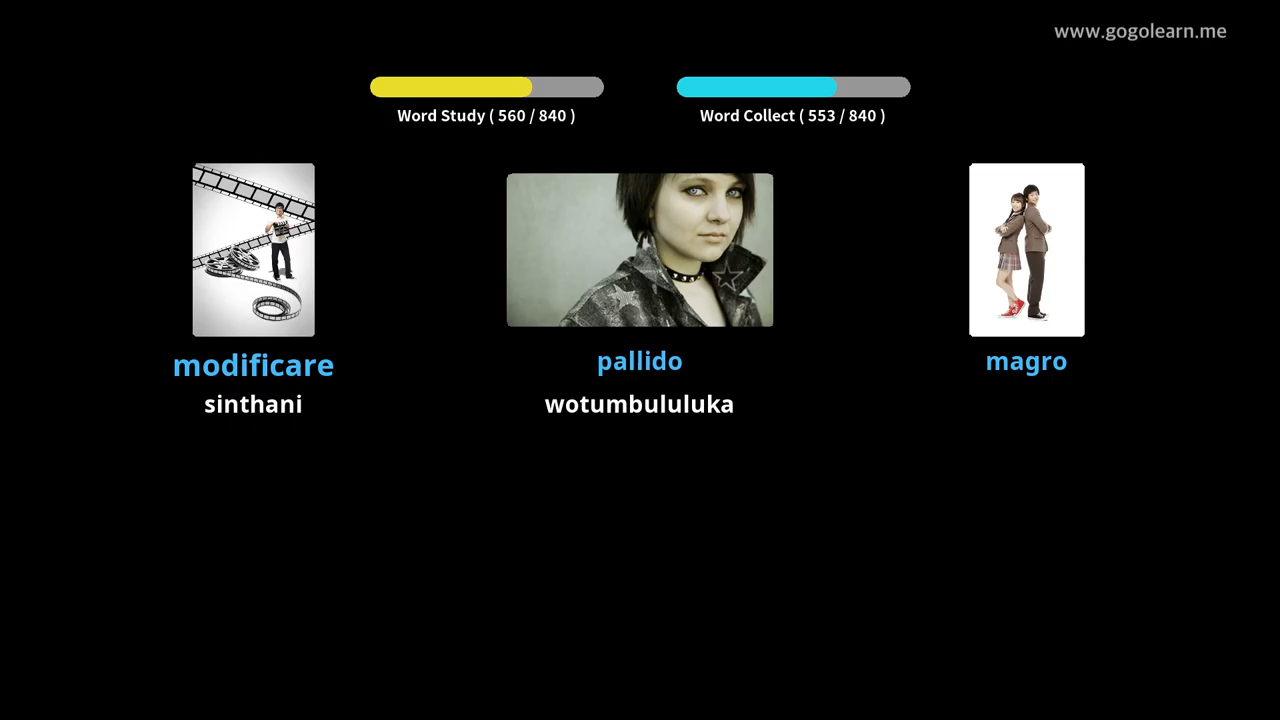 www.gogolearn.me
Word Study ( 560 / 840 )
Word Collect ( 553 / 840 )
modificare
sinthani
pallido
wotumbululuka
magro